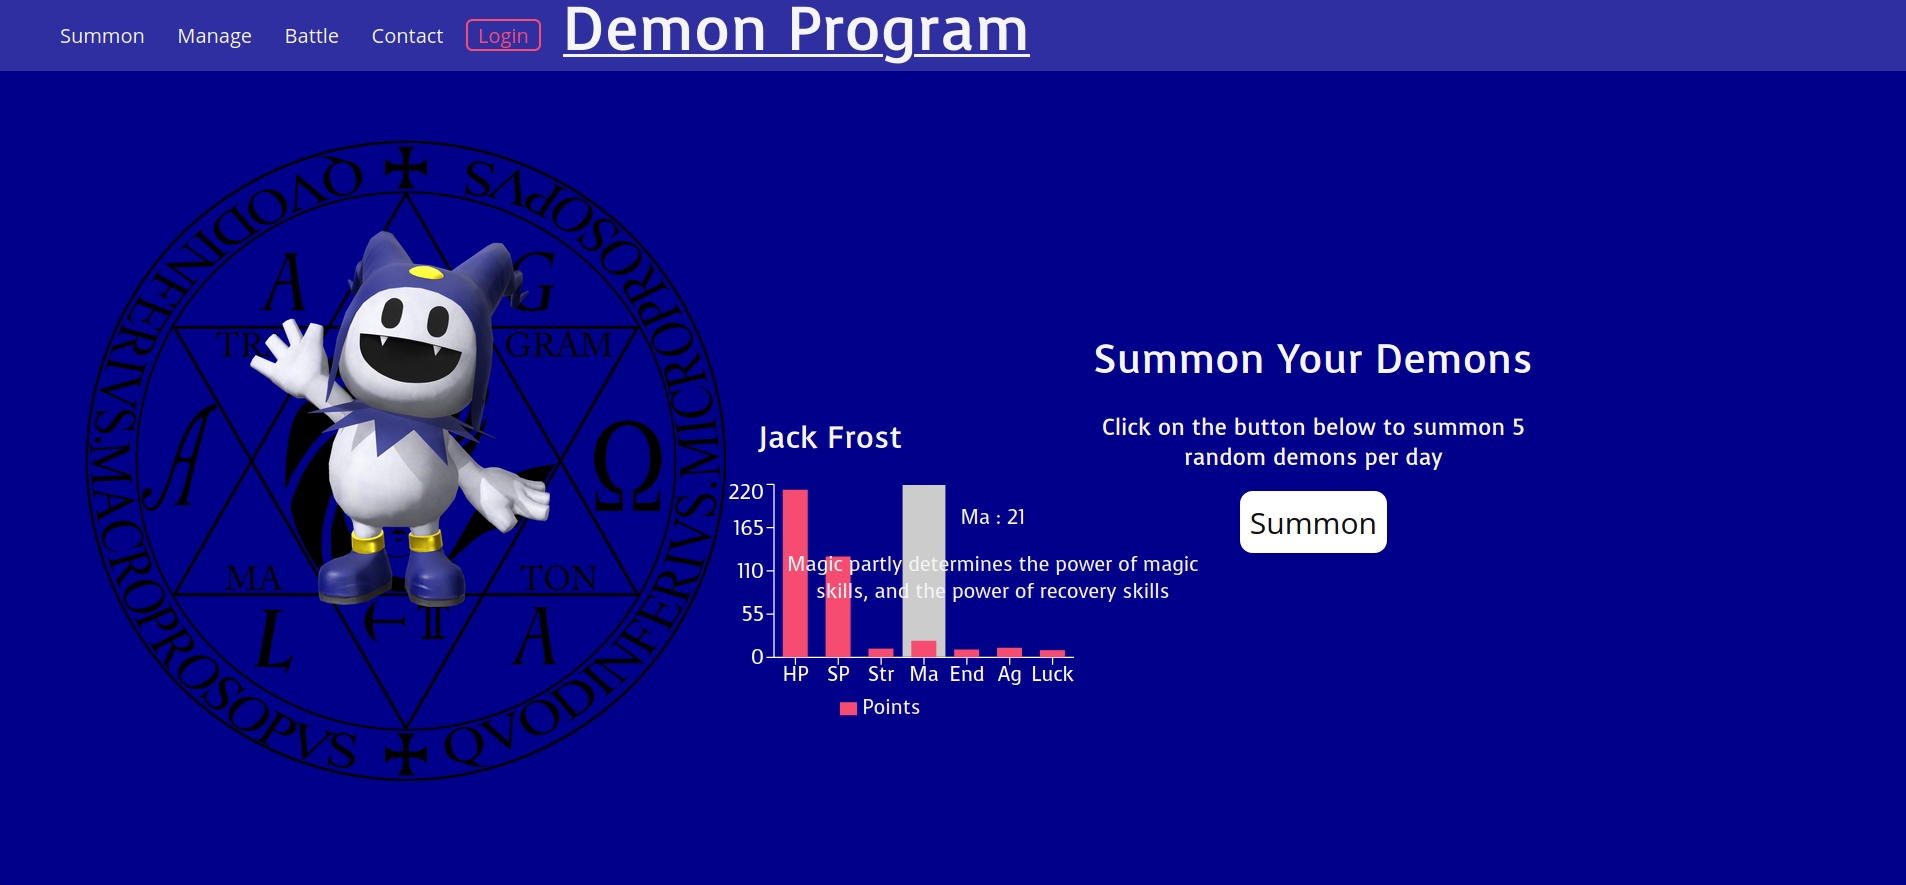 Summon Manage Battle Contact Login Demon Program
QVODINFERIVS.MACROPROSOPVS
QVODINFERIVS.MICROPROSOPVS
A G
GRAM
A Ω
MA TON
L A
Jack Frost
220
165
110
55
0
HP SP Str Ma End Ag Luck
Points
Ma : 21
Magic partly determines the power of magic
skills, and the power of recovery skills
Summon Your Demons
Click on the button below to summon 5
random demons per day
Summon